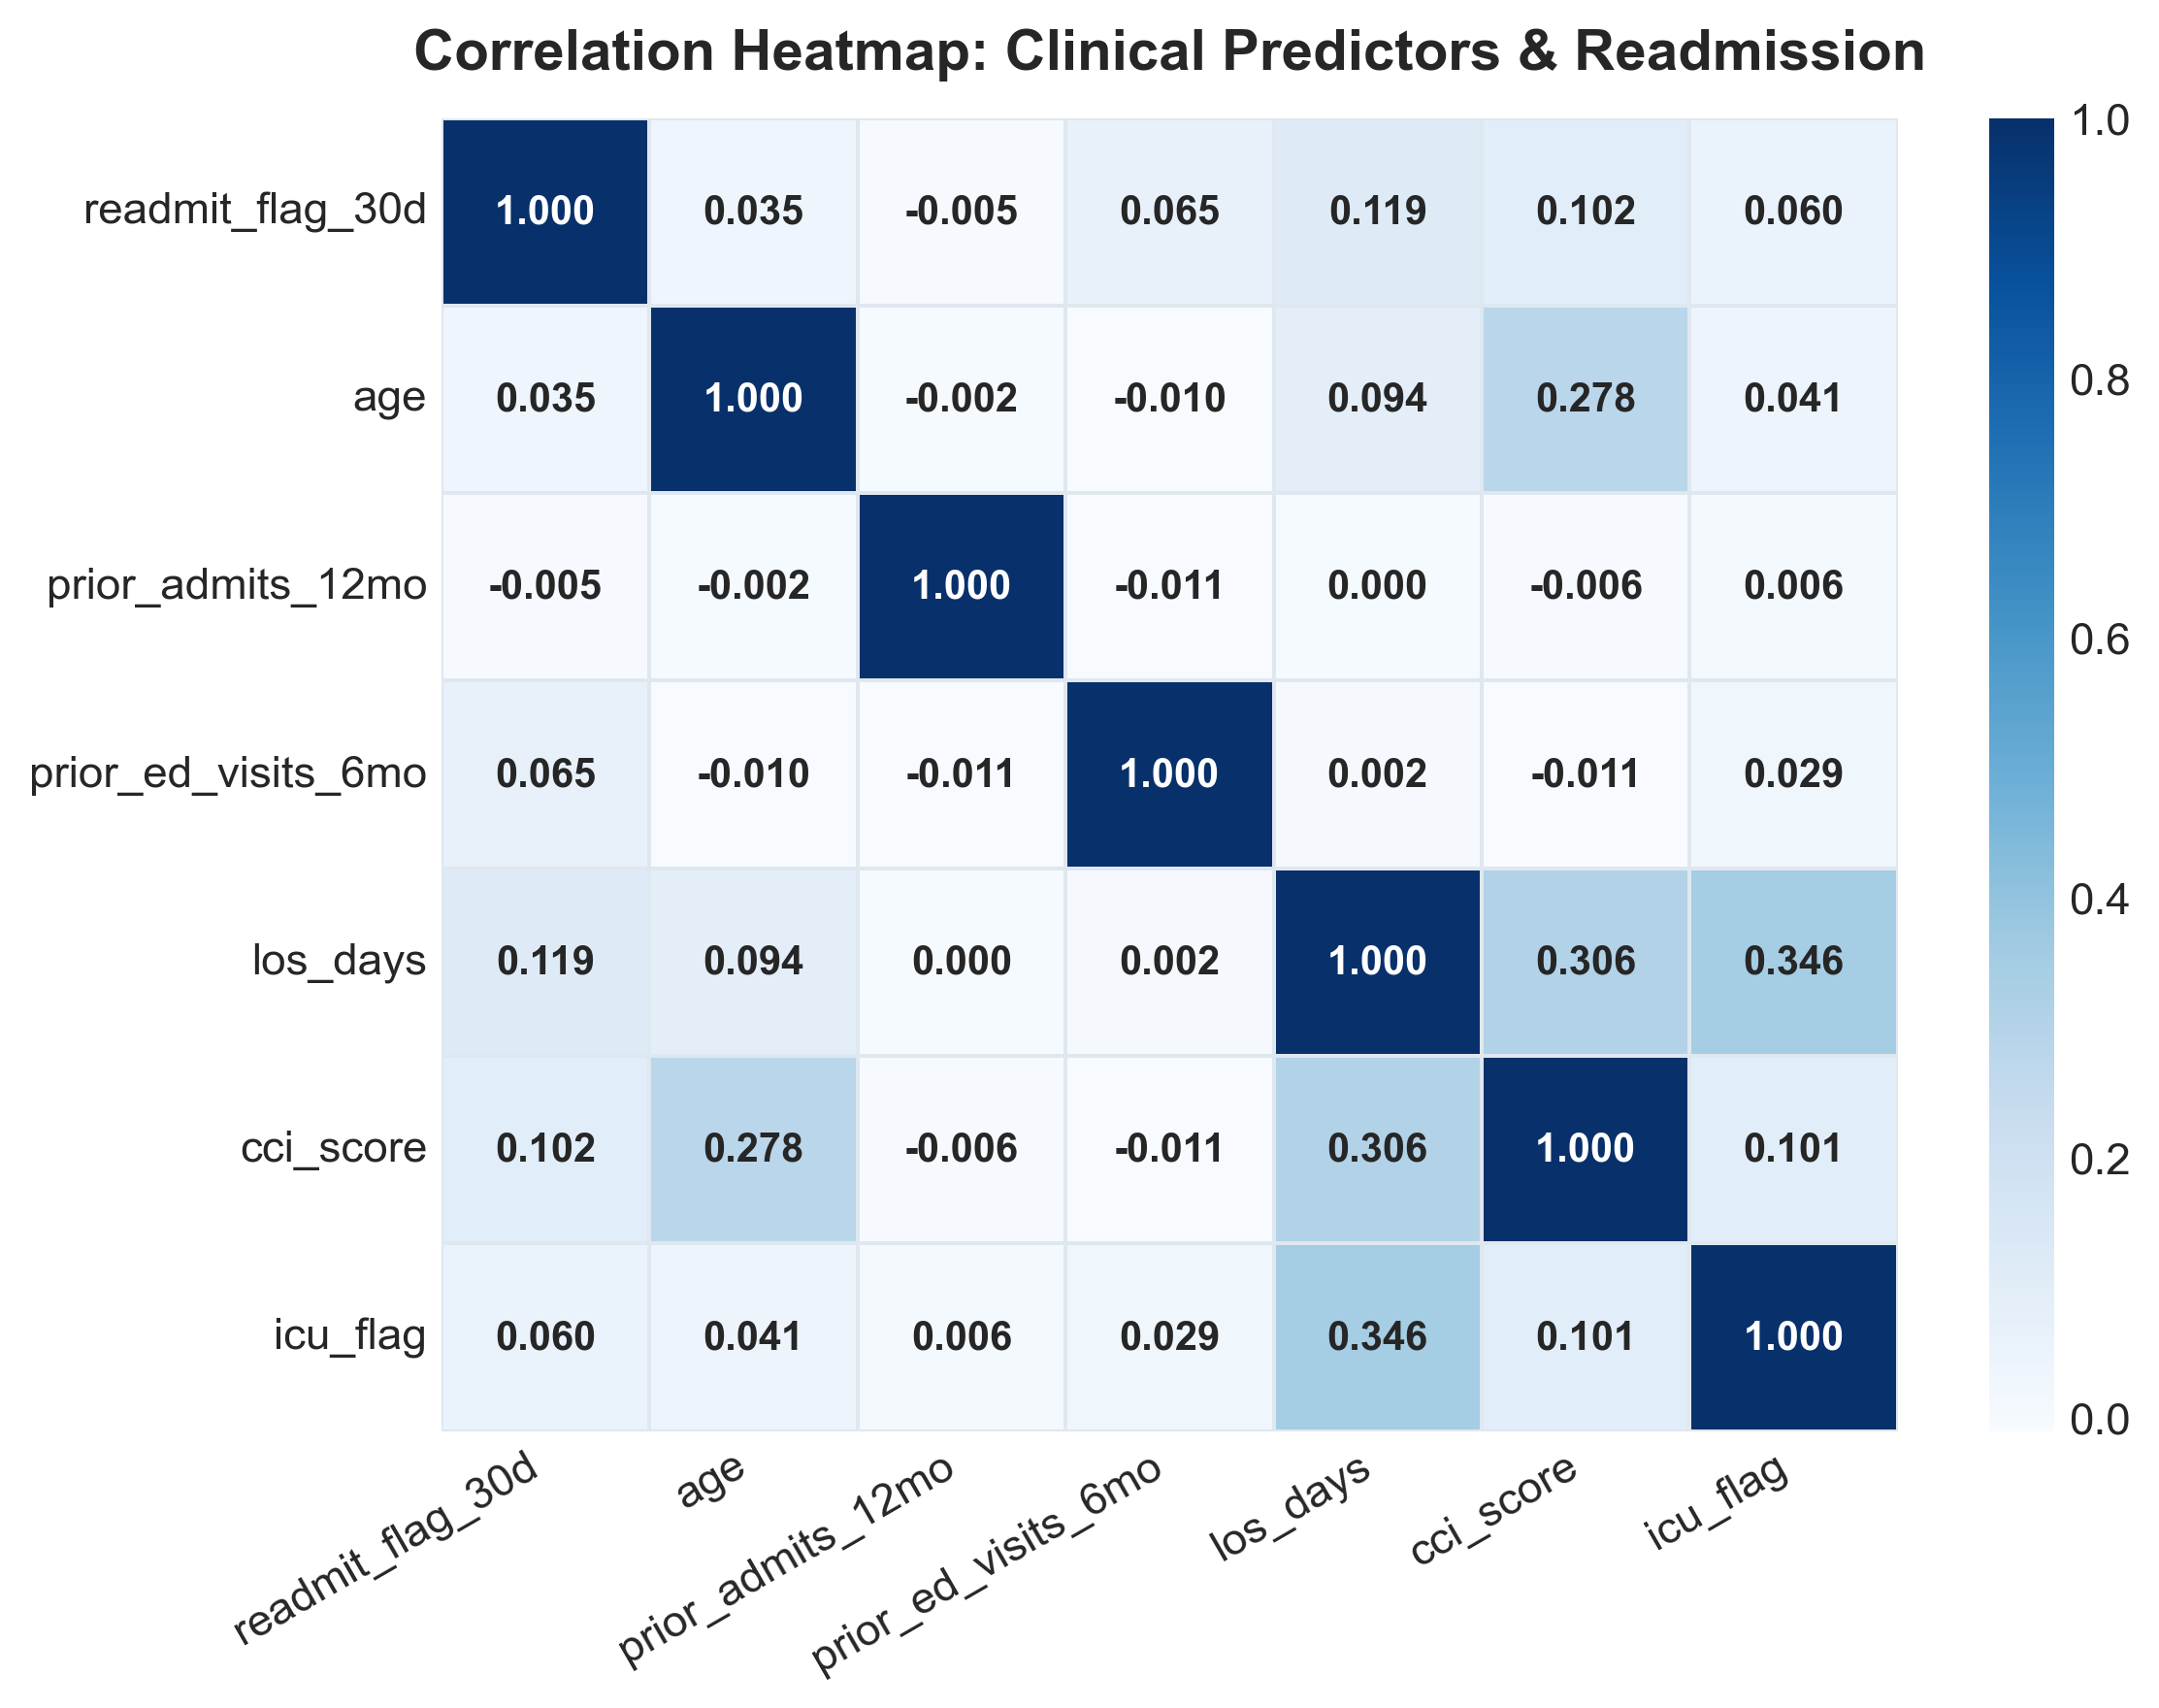 Correlation Heatmap: Clinical Predictors & Readmission
readmit_flag_30d 1.000 0.035 -0.005 0.065 0.119 0.102 0.060
age 0.035 1.000 -0.002 -0.010 0.094 0.278 0.041
prior_admits_12mo -0.005 -0.002 1.000 -0.011 0.000 -0.006 0.006
prior_ed_visits_6mo 0.065 -0.010 -0.011 1.000 0.002 -0.011 0.029
los_days 0.119 0.094 0.000 0.002 1.000 0.306 0.346
cci_score 0.102 0.278 -0.006 -0.011 0.306 1.000 0.101
icu_flag 0.060 0.041 0.006 0.029 0.346 0.101 1.000
readmit_flag_30d
age
prior_admits_12mo
prior_ed_visits_6mo
los_days
cci_score
icu_flag
1.0
0.8
0.6
0.4
0.2
0.0